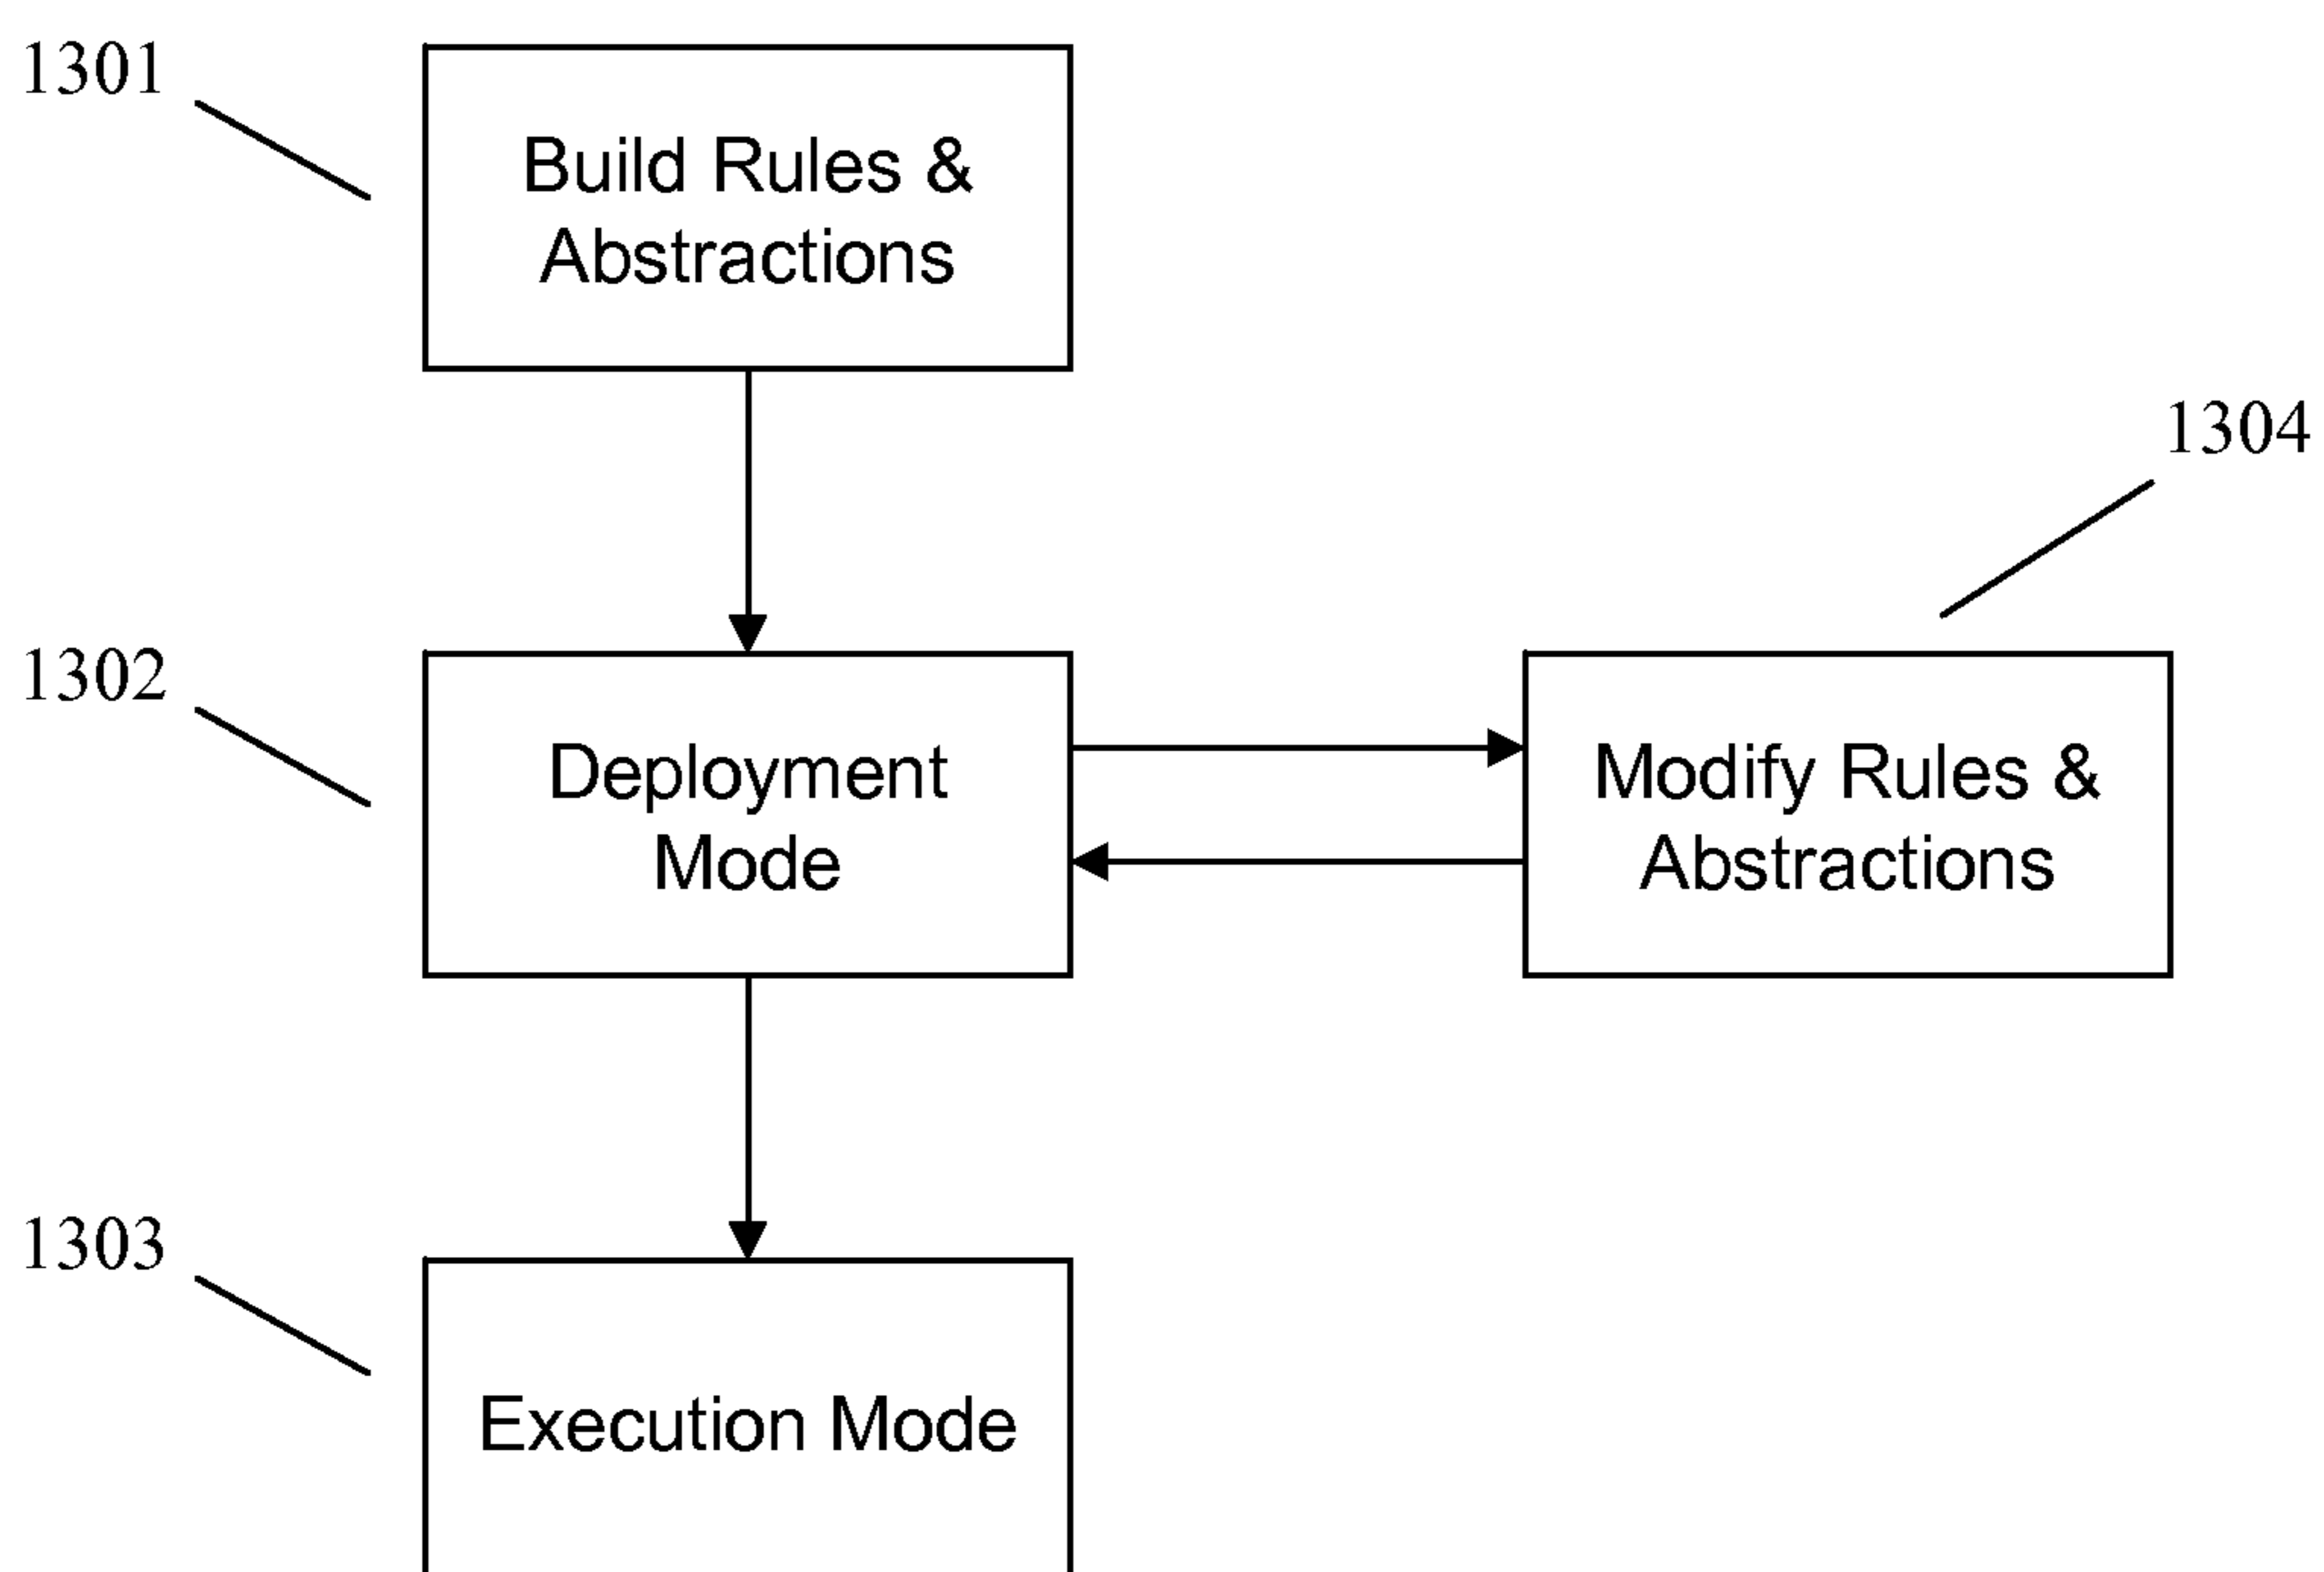 1301
Build Rules &
Abstractions
1304
1302
Deployment
Mode
Modify Rules &
Abstractions
1303
Execution Mode